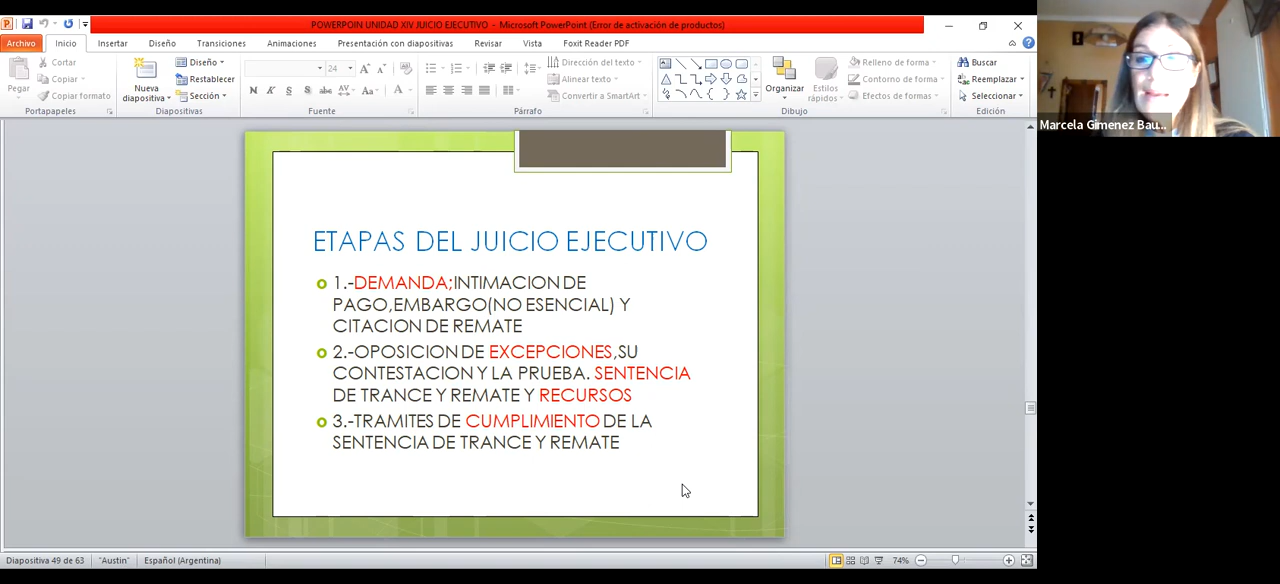 POWERPOIN UNIDAD XIV JUICIO EJECUTIVO - Microsoft PowerPoint (Error de activación de productos)
Archivo Inicio Insertar Diseño Transiciones Animaciones Presentación con diapositivas Revisar Vista Foxit Reader PDF
Cortar
Copiar
Copiar formato
Pegar
Portapapeles
Nueva diapositiva
Diseño
Restablecer
Sección
Diapositivas
24
N K S S abc AV Aa A
Fuente
Dirección del texto
Alinear texto
Convertir a SmartArt
Párrafo
Organizar
Estilos rápidos
Relleno de forma
Contorno de forma
Efectos de formas
Dibujo
Buscar
Reemplazar
Seleccionar
Edición
Marcela Gimenez Bau...
ETAPAS DEL JUICIO EJECUTIVO
1.-DEMANDA;INTIMACION DE
PAGO,EMBARGO(NO ESENCIAL) Y
CITACION DE REMATE
2.-OPOSICION DE EXCEPCIONES,SU
CONTESTACION Y LA PRUEBA. SENTENCIA
DE TRANCE Y REMATE Y RECURSOS
3.-TRAMITES DE CUMPLIMIENTO DE LA
SENTENCIA DE TRANCE Y REMATE
Diapositiva 49 de 63 "Austin" Español (Argentina) 74%